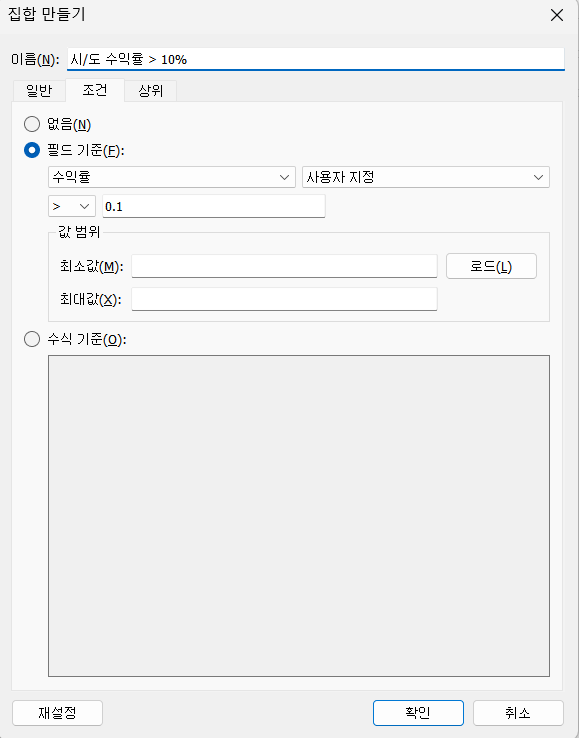 집합 만들기
이름(N): 시/도 수익률 > 10%
일반 조건 상위
없음(N)
필드 기준(F):
수익률 사용자 지정
> 0.1
값 범위
최소값(M): 로드(L)
최대값(X):
수식 기준(O):
재설정 확인 취소